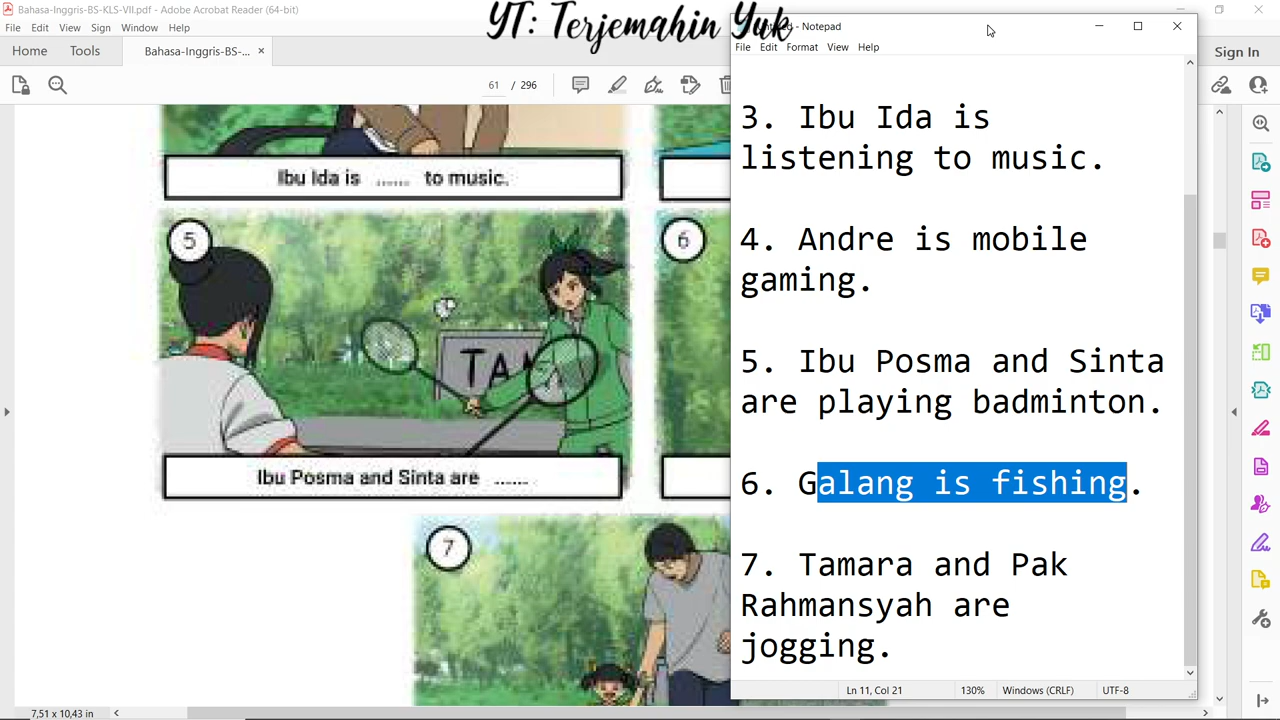 Bahasa-Inggris-BS-KLS-VII.pdf - Adobe Acrobat Reader (64-bit)
YT: Terjemahin Yuk
File Edit View Sign Window Help
Home Tools Bahasa-Inggris-BS-... ×
Sign In
61 / 296
- Notepad
File Edit Format View Help
Ibu Ida is ...... to music.
5
6
TA
Ibu Posma and Sinta are ......
7
3. Ibu Ida is
listening to music.
4. Andre is mobile
gaming.
5. Ibu Posma and Sinta
are playing badminton.
6. Galang is fishing.
7. Tamara and Pak
Rahmansyah are
jogging.
Ln 11, Col 21 130% Windows (CRLF) UTF-8
7,51 x 10,43 in